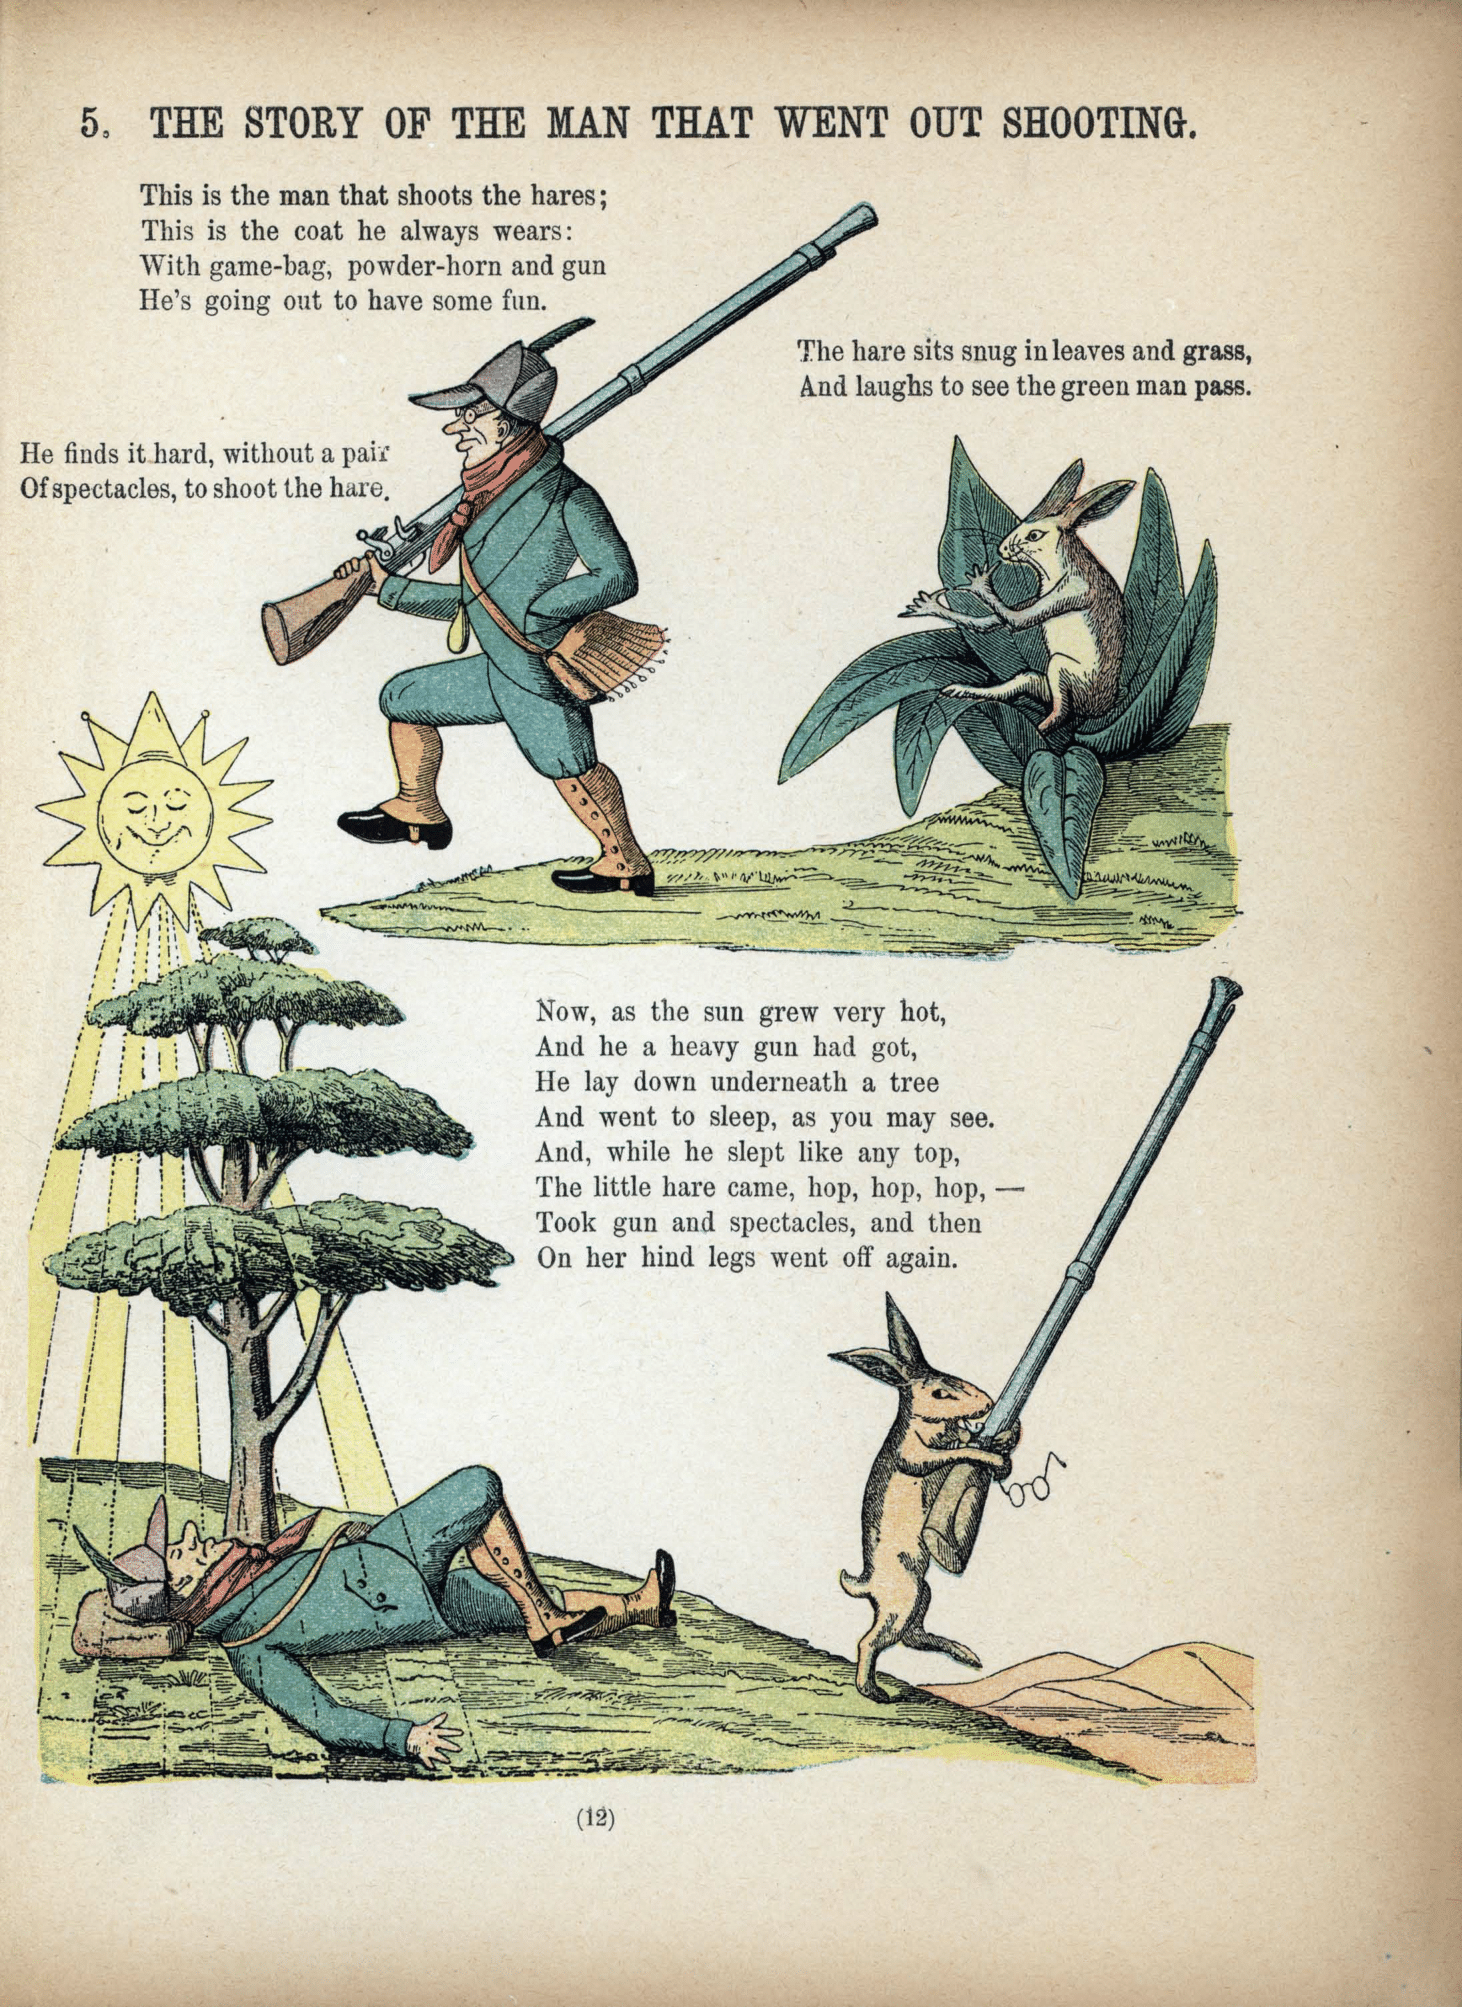 5. THE STORY OF THE MAN THAT WENT OUT SHOOTING.
This is the man that shoots the hares;
This is the coat he always wears:
With game-bag, powder-horn and gun
He's going out to have some fun.
He finds it hard, without a pair
Of spectacles, to shoot the hare.
The hare sits snug in leaves and grass,
And laughs to see the green man pass.
Now, as the sun grew very hot,
And he a heavy gun had got,
He lay down underneath a tree
And went to sleep, as you may see.
And, while he slept like any top,
The little hare came, hop, hop, hop, —
Took gun and spectacles, and then
On her hind legs went off again.
(12)